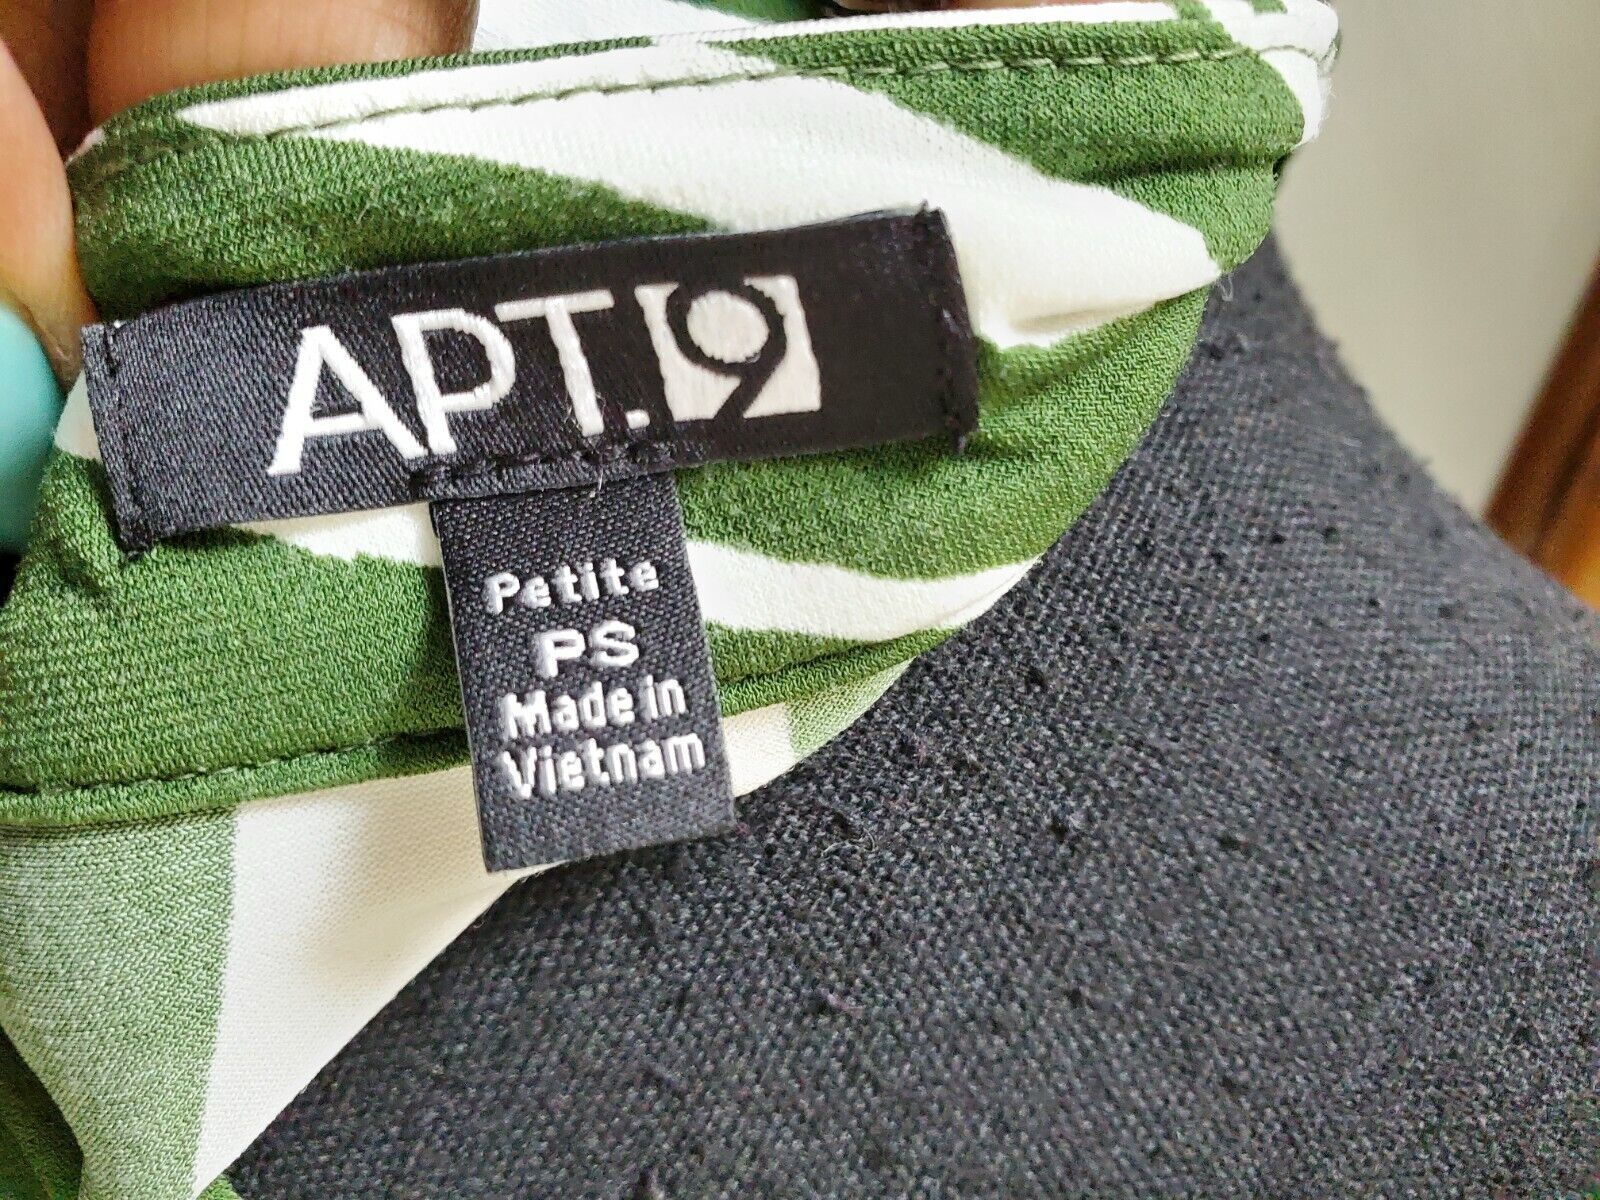 APT.9
Petite
PS
Made in
Vietnam